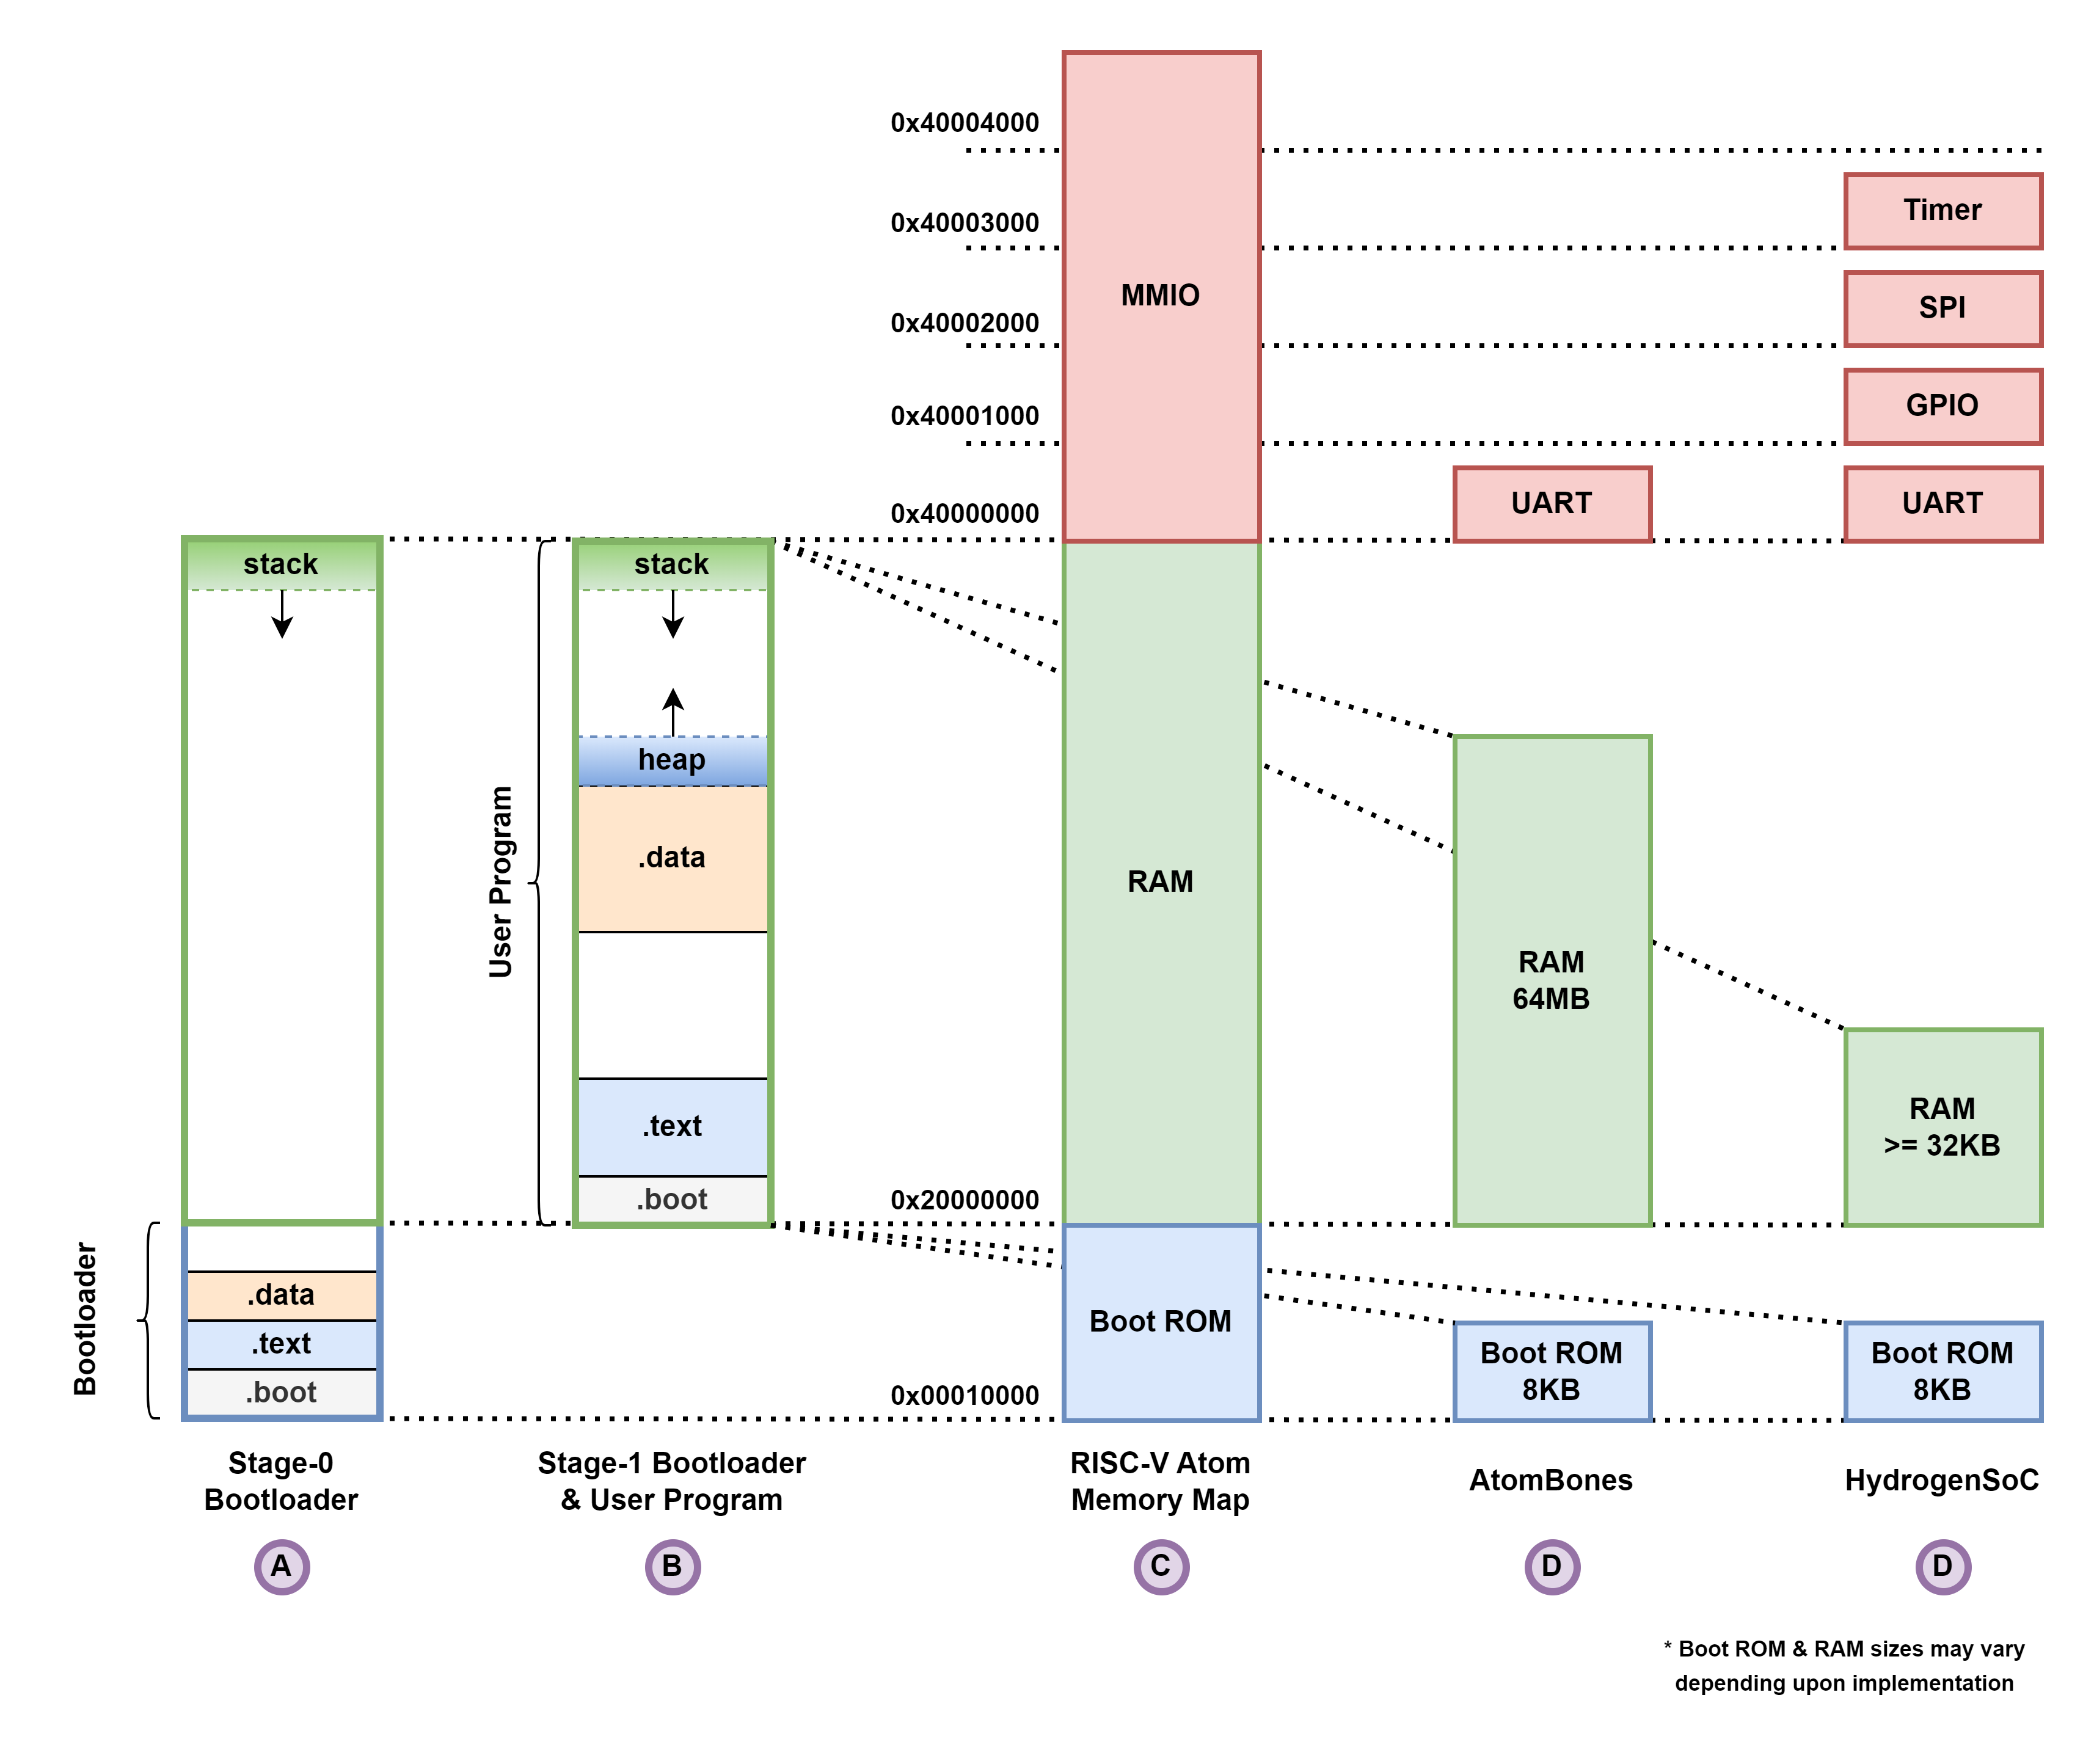 0x40004000
Timer
0x40003000
SPI
MMIO
0x40002000
GPIO
0x40001000
UART
UART
0x40000000
stack
stack
heap
.data
User Program
RAM
RAM
64MB
RAM
>= 32KB
.text
.boot
0x20000000
Bootloader
.data
.text
.boot
Boot ROM
Boot ROM
8KB
Boot ROM
8KB
0x00010000
Stage-0
Bootloader
Stage-1 Bootloader
& User Program
RISC-V Atom
Memory Map
AtomBones
HydrogenSoC
A
B
C
D
D
* Boot ROM & RAM sizes may vary
depending upon implementation